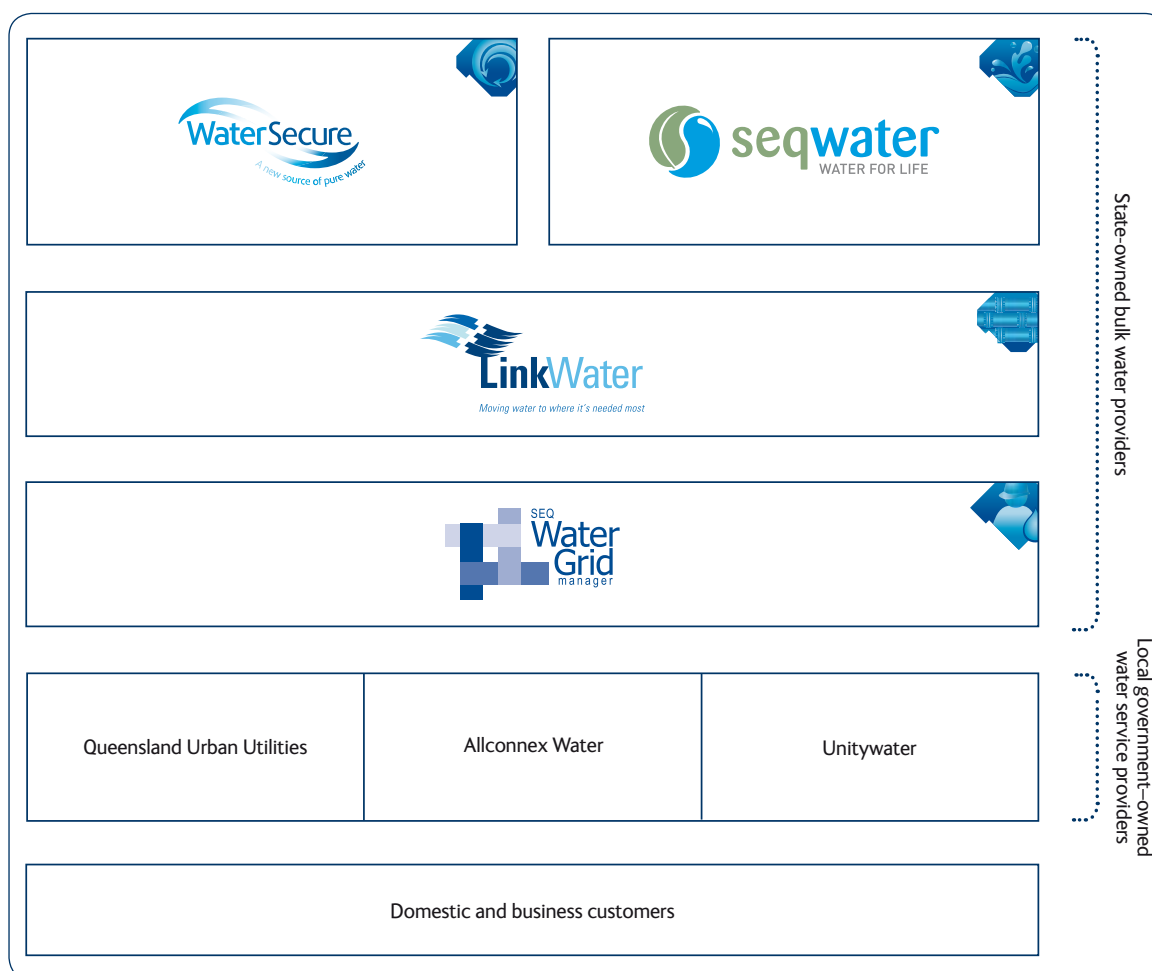 WaterSecure
A new source of pure water
seqwater
WATER FOR LIFE
LinkWater
Moving water to where it's needed most
SEQ
Water
Grid
manager
State-owned bulk water providers
Queensland Urban Utilities
Allconnex Water
Unitywater
Local government–owned
water service providers
Domestic and business customers